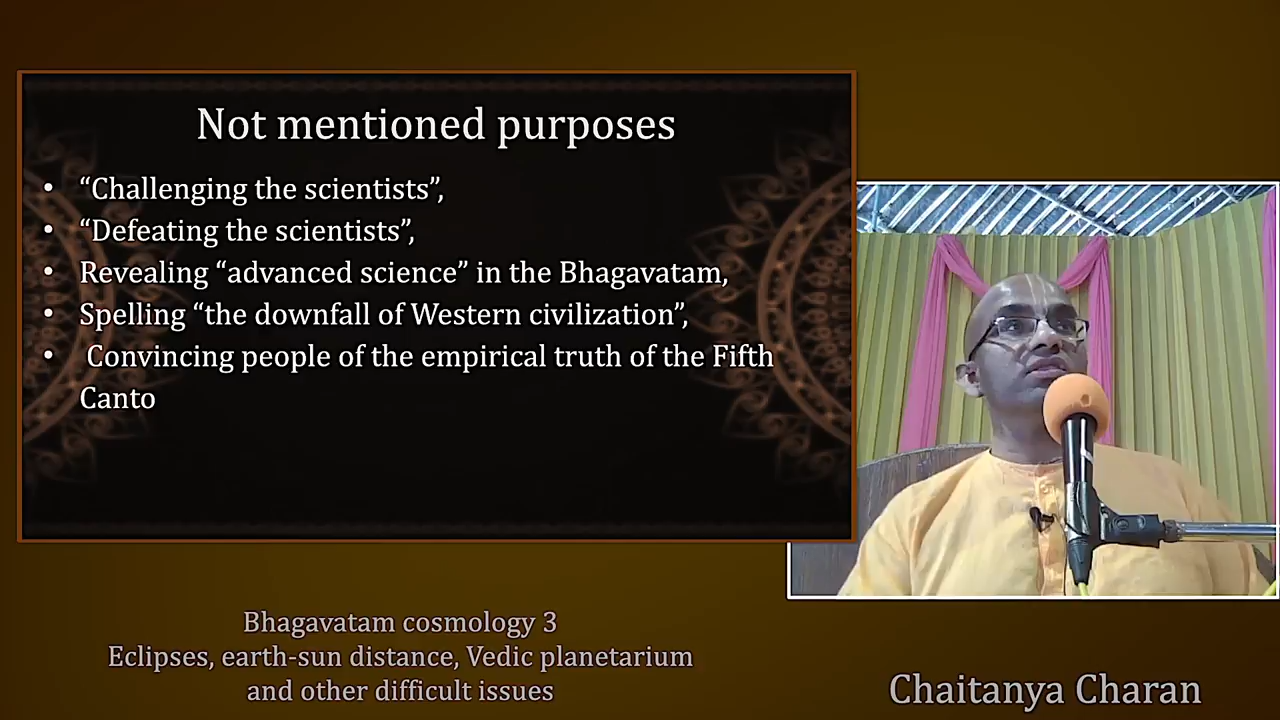 Not mentioned purposes
• “Challenging the scientists”,
• “Defeating the scientists”,
• Revealing “advanced science” in the Bhagavatam,
• Spelling “the downfall of Western civilization”,
• Convincing people of the empirical truth of the Fifth
Canto
Bhagavatam cosmology 3
Eclipses, earth-sun distance, Vedic planetarium
and other difficult issues
Chaitanya Charan